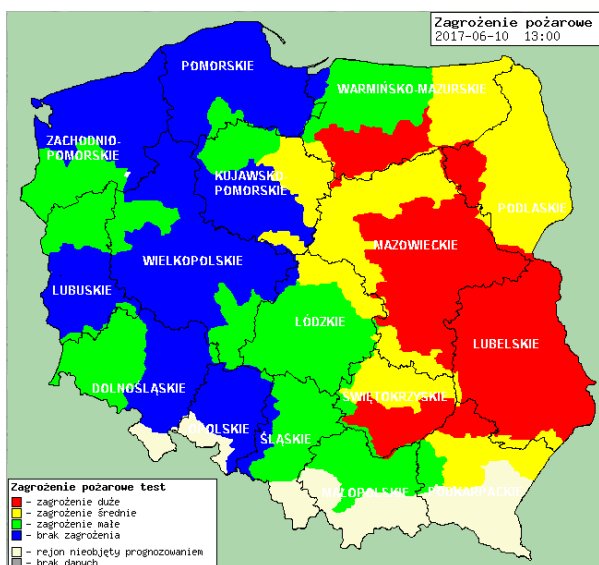 Zagrożenie pożarowe
2017-06-10 13:00
POMORSKIE
WARMIŃSKO-MAZURSKIE
ZACHODNIO-
POMORSKIE
KUJAWSKO-
POMORSKIE
PODLASKIE
MAZOWIECKIE
WIELKOPOLSKIE
LUBUSKIE
ŁÓDZKIE
LUBELSKIE
DOLNOŚLĄSKIE
ŚWIĘTOKRZYSKIE
OPOLSKIE
ŚLĄSKIE
MAŁOPOLSKIE
PODKARPACKIE
Zagrożenie pożarowe test
- zagrożenie duże
- zagrożenie średnie
- zagrożenie małe
- brak zagrożenia
- rejon nieobjęty prognozowaniem
- brak danych